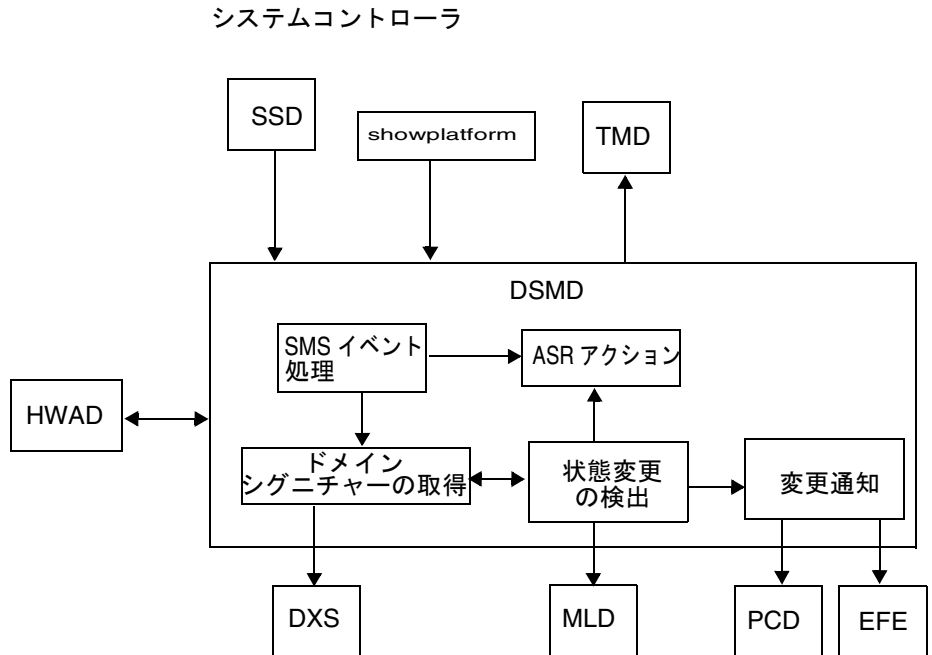 システムコントローラ
SSD
showplatform
TMD
DSMD
SMS イベント
処理
ASR アクション
HWAD
ドメイン
シグニチャーの取得
状態変更
の検出
変更通知
DXS
MLD
PCD
EFE